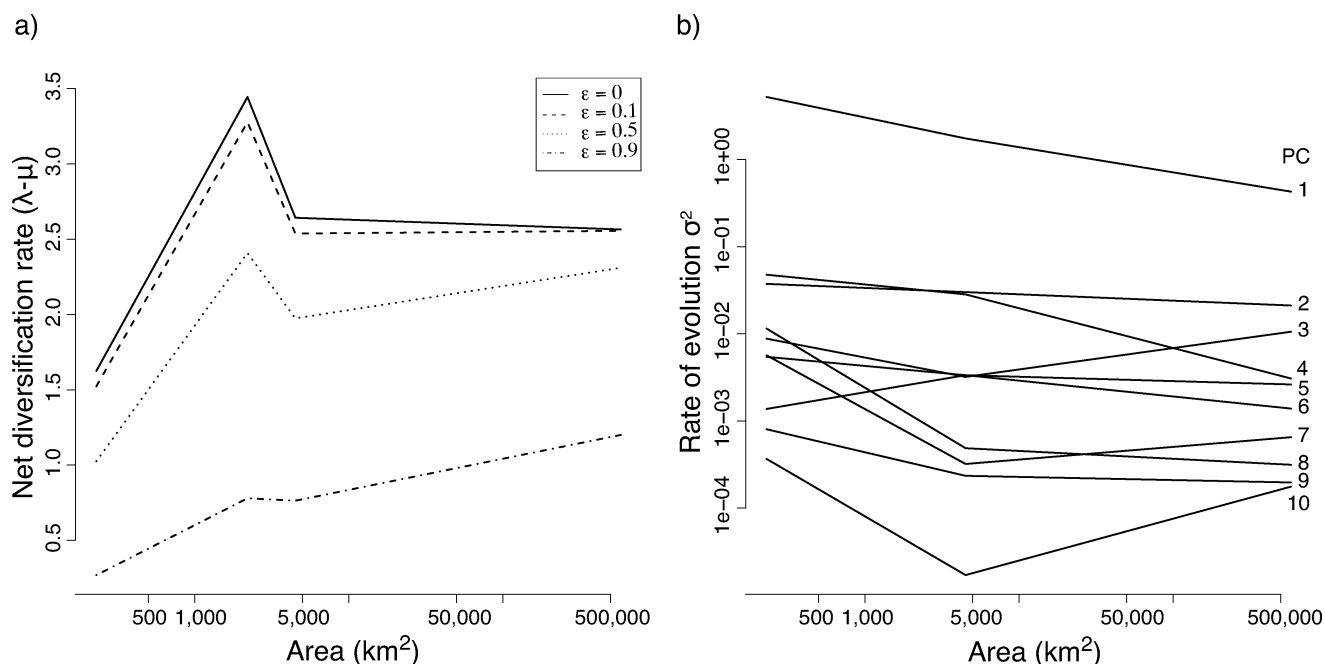 a)
Net diversification rate (λ-μ)
3.5
3.0
2.5
2.0
1.5
1.0
0.5
ε = 0
ε = 0.1
ε = 0.5
ε = 0.9
500 1,000 5,000 50,000 500,000
Area (km²)
b)
Rate of evolution σ²
1e+00
1e−01
1e−02
1e−03
1e−04
PC
1
2
3
4
5
6
7
8
9
10
500 1,000 5,000 50,000 500,000
Area (km²)